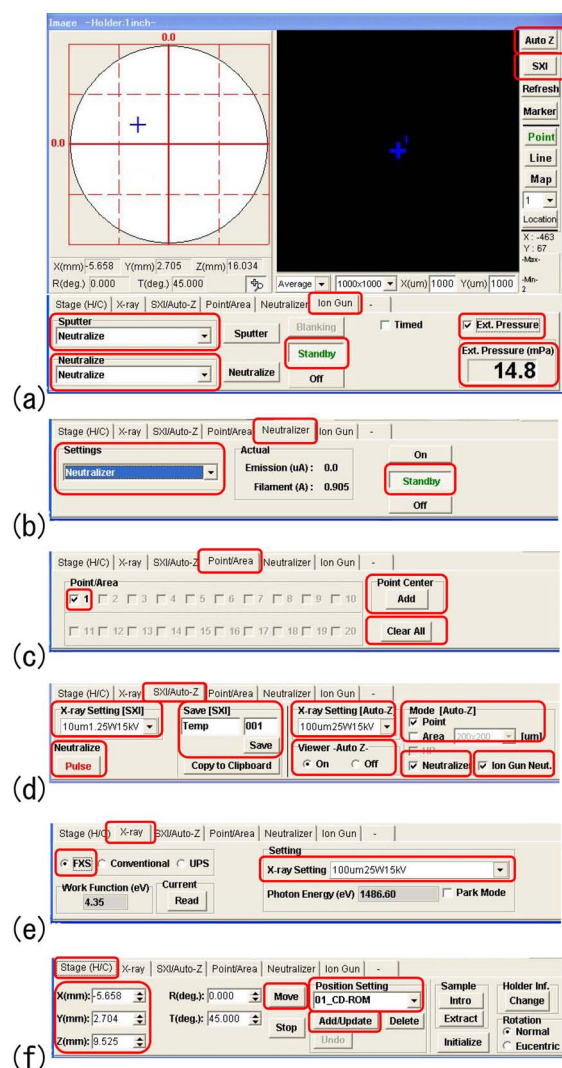 Image -Holder:1inch-
0.0
0.0
1
Auto Z
SXI
Refresh
Marker
Point
Line
Map
1
Location
X : -463
Y : 67
-Max-
-Min-
2
X(mm) -5.658 Y(mm) 2.705 Z(mm) 16.034
R(deg.) 0.000 T(deg.) 45.000
Average 1000x1000 X(um) 1000 Y(um) 1000
Stage (H/C) X-ray SXI/Auto-Z Point/Area Neutralizer Ion Gun -
Sputter
Neutralize Sputter
Neutralize
Neutralize Neutralize
Blanking
Standby
Off
Timed
Ext. Pressure
Ext. Pressure (mPa)
14.8
(a)
Stage (H/C) X-ray SXI/Auto-Z Point/Area Neutralizer Ion Gun -
Settings
Neutralizer
Actual
Emission (uA) : 0.0
Filament (A) : 0.905
On
Standby
Off
(b)
Stage (H/C) X-ray SXI/Auto-Z Point/Area Neutralizer Ion Gun -
Point/Area
1 2 3 4 5 6 7 8 9 10
11 12 13 14 15 16 17 18 19 20
Point Center
Add
Clear All
(c)
Stage (H/C) X-ray SXI/Auto-Z Point/Area Neutralizer Ion Gun -
X-ray Setting [SXI]
10um1.25W15kV
Neutralize
Pulse
Save [SXI]
Temp 001
Save
Copy to Clipboard
X-ray Setting [Auto-Z]
100um25W15kV
Viewer -Auto Z-
On Off
Mode [Auto-Z]
Point
Area 200x200 [um]
HP
Neutralizer Ion Gun Neut.
(d)
Stage (H/C) X-ray SXI/Auto-Z Point/Area Neutralizer Ion Gun -
FXS Conventional UPS
Work Function (eV)
4.35
Current
Read
Setting
X-ray Setting 100um25W15kV
Photon Energy (eV) 1486.60 Park Mode
(e)
Stage (H/C) X-ray SXI/Auto-Z Point/Area Neutralizer Ion Gun -
X(mm): -5.658
Y(mm): 2.704
Z(mm): 9.525
R(deg.): 0.000
T(deg.): 45.000
Move
Stop
Position Setting
01_CD-ROM
Add/Update Delete
Undo
Sample
Intro
Extract
Initialize
Holder Inf.
Change
Rotation
Normal
Eucentric
(f)